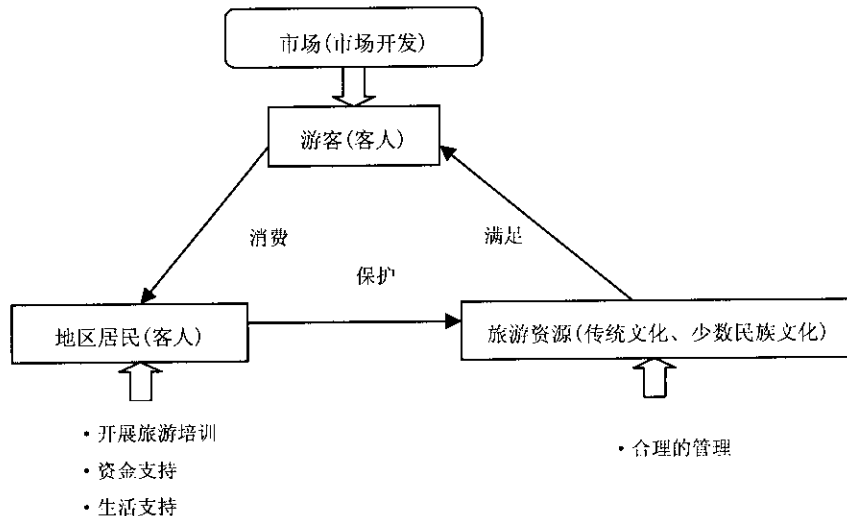 市场(市场开发)
游客(客人)
消费
满足
保护
地区居民(客人)
旅游资源(传统文化、少数民族文化)
・开展旅游培训
・资金支持
・生活支持
・合理的管理